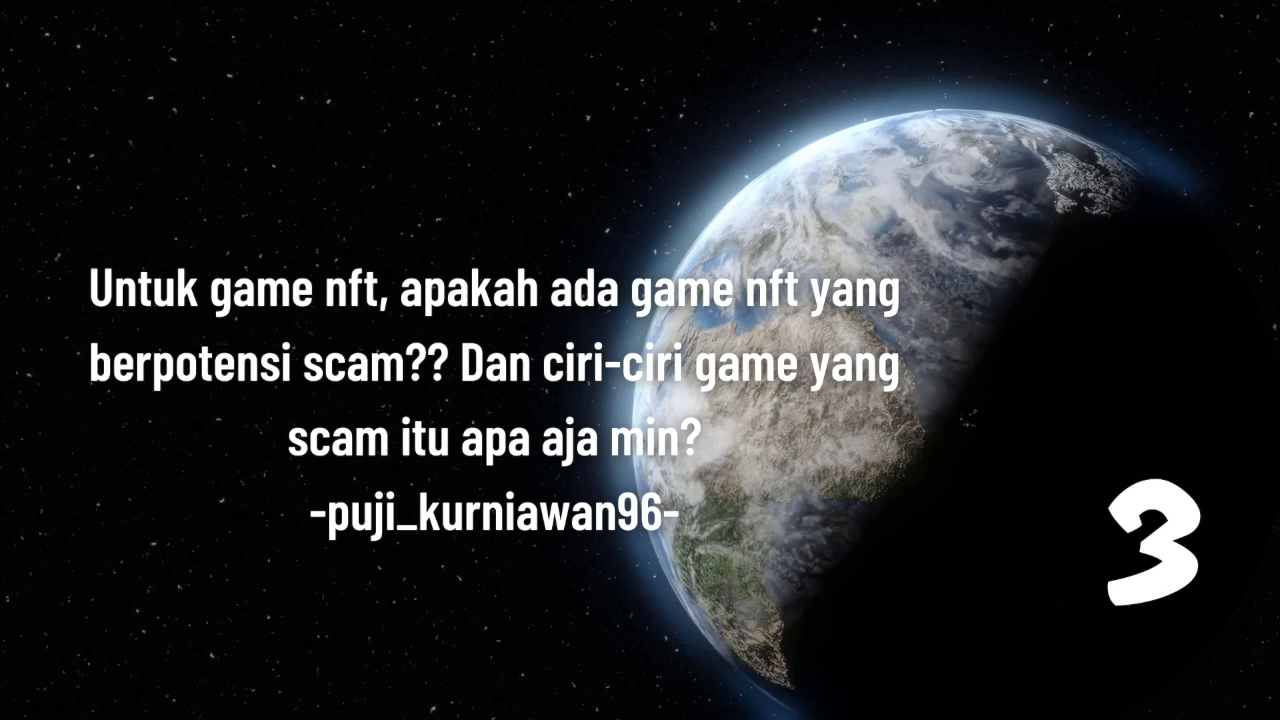 Untuk game nft, apakah ada game nft yang
berpotensi scam?? Dan ciri-ciri game yang
scam itu apa aja min?
-puji_kurniawan96-
3